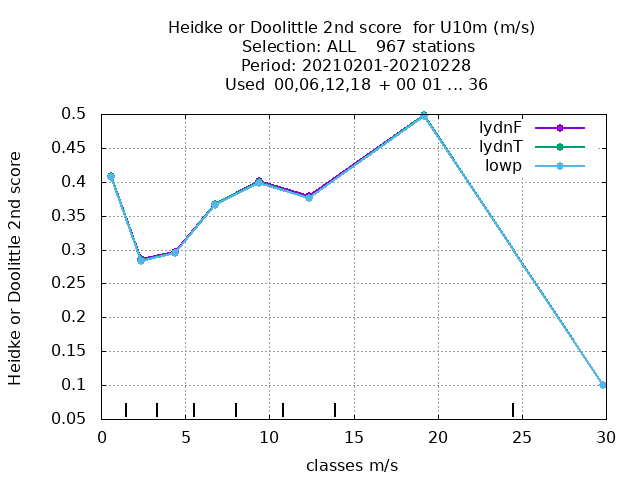 Heidke or Doolittle 2nd score  for U10m (m/s)
Selection: ALL    967 stations
Period: 20210201-20210228
Used  00,06,12,18  + 00 01 ... 36
Heidke or Doolittle 2nd score
0.5
0.45
0.4
0.35
0.3
0.25
0.2
0.15
0.1
0.05
lydnF
lydnT
lowp
0 5 10 15 20 25 30
classes m/s